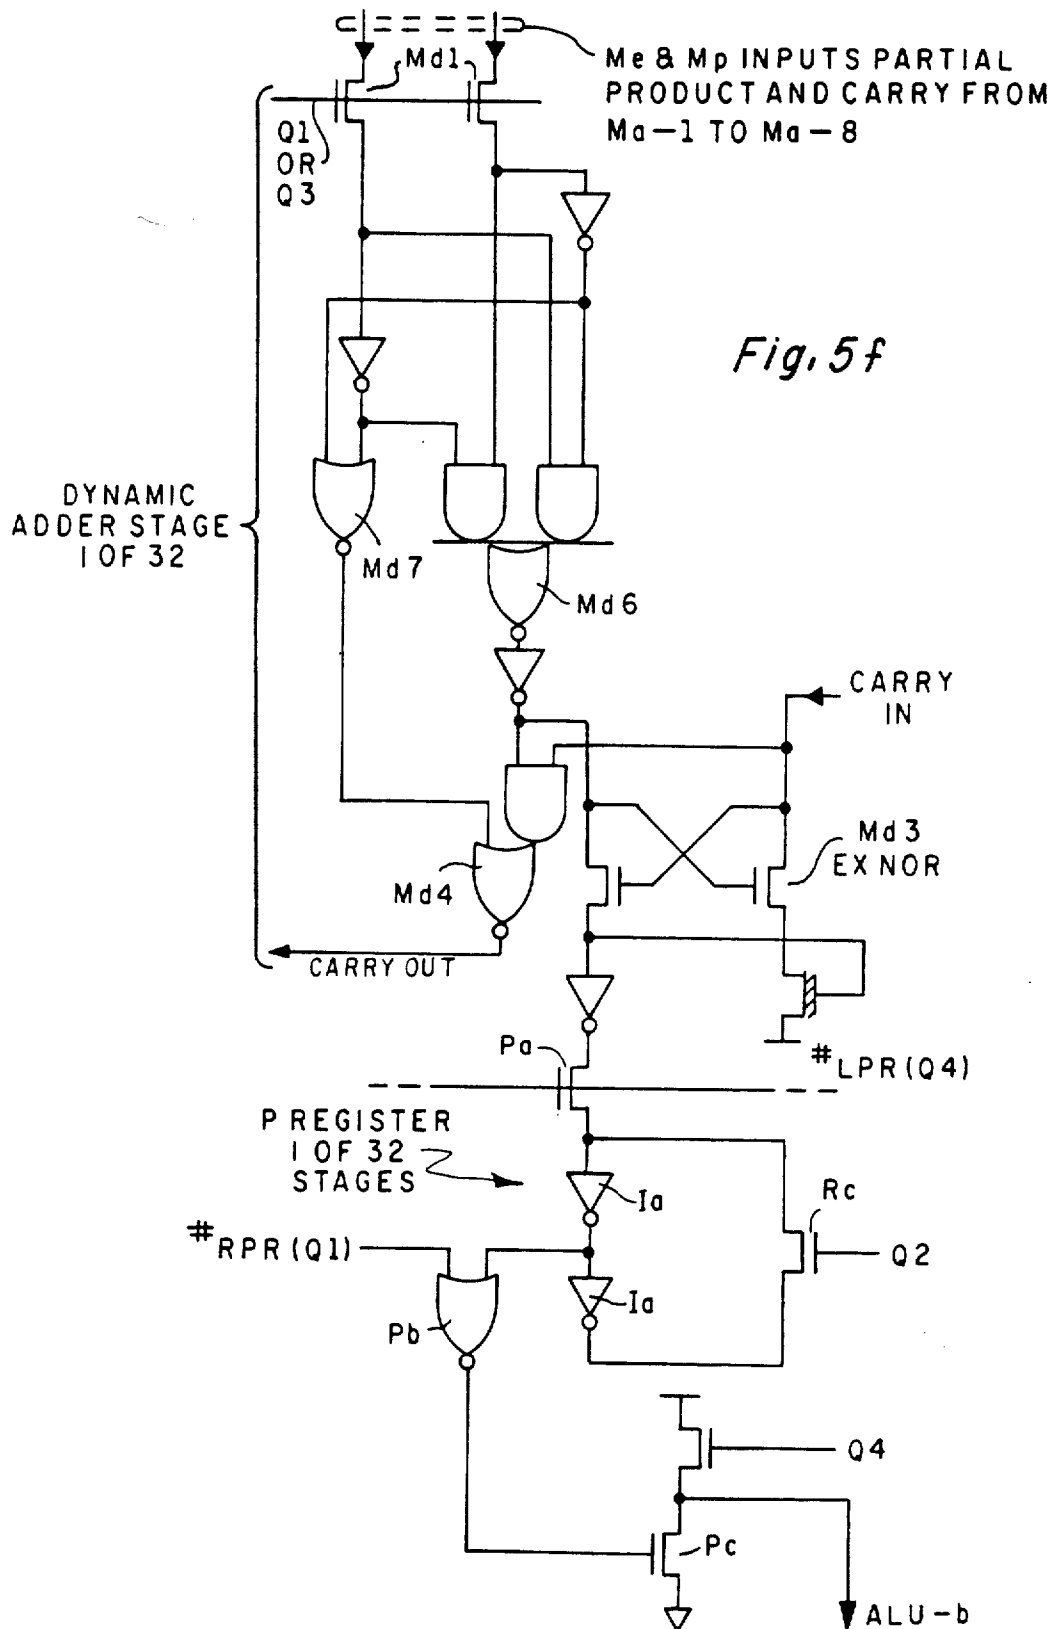 Md1
Me & Mp INPUTS PARTIAL
PRODUCT AND CARRY FROM
Ma-1 TO Ma-8
Q1
OR
Q3
Fig. 5f
DYNAMIC
ADDER STAGE
1 OF 32
Md7
Md6
CARRY
IN
Md3
EX NOR
Md4
CARRY OUT
Pa
#LPR(Q4)
P REGISTER
1 OF 32
STAGES
Ia
Rc
#RPR(Q1)
Q2
Ia
Pb
Q4
Pc
ALU-b